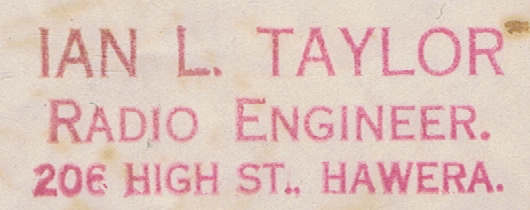 IAN L. TAYLOR
RADIO ENGINEER.
206 HIGH ST., HAWERA.